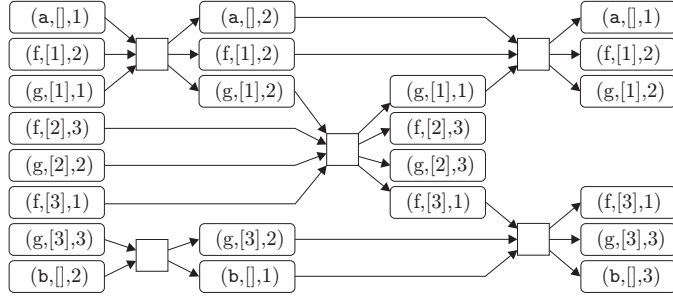 (a,[],1) (a,[],2) (a,[],1)
(f,[1],2) (f,[1],2) (f,[1],2)
(g,[1],1) (g,[1],2) (g,[1],1) (g,[1],2)
(f,[2],3) (f,[2],3)
(g,[2],2) (g,[2],3)
(f,[3],1) (f,[3],1) (f,[3],1)
(g,[3],3) (g,[3],2) (g,[3],3)
(b,[],2) (b,[],1) (b,[],3)